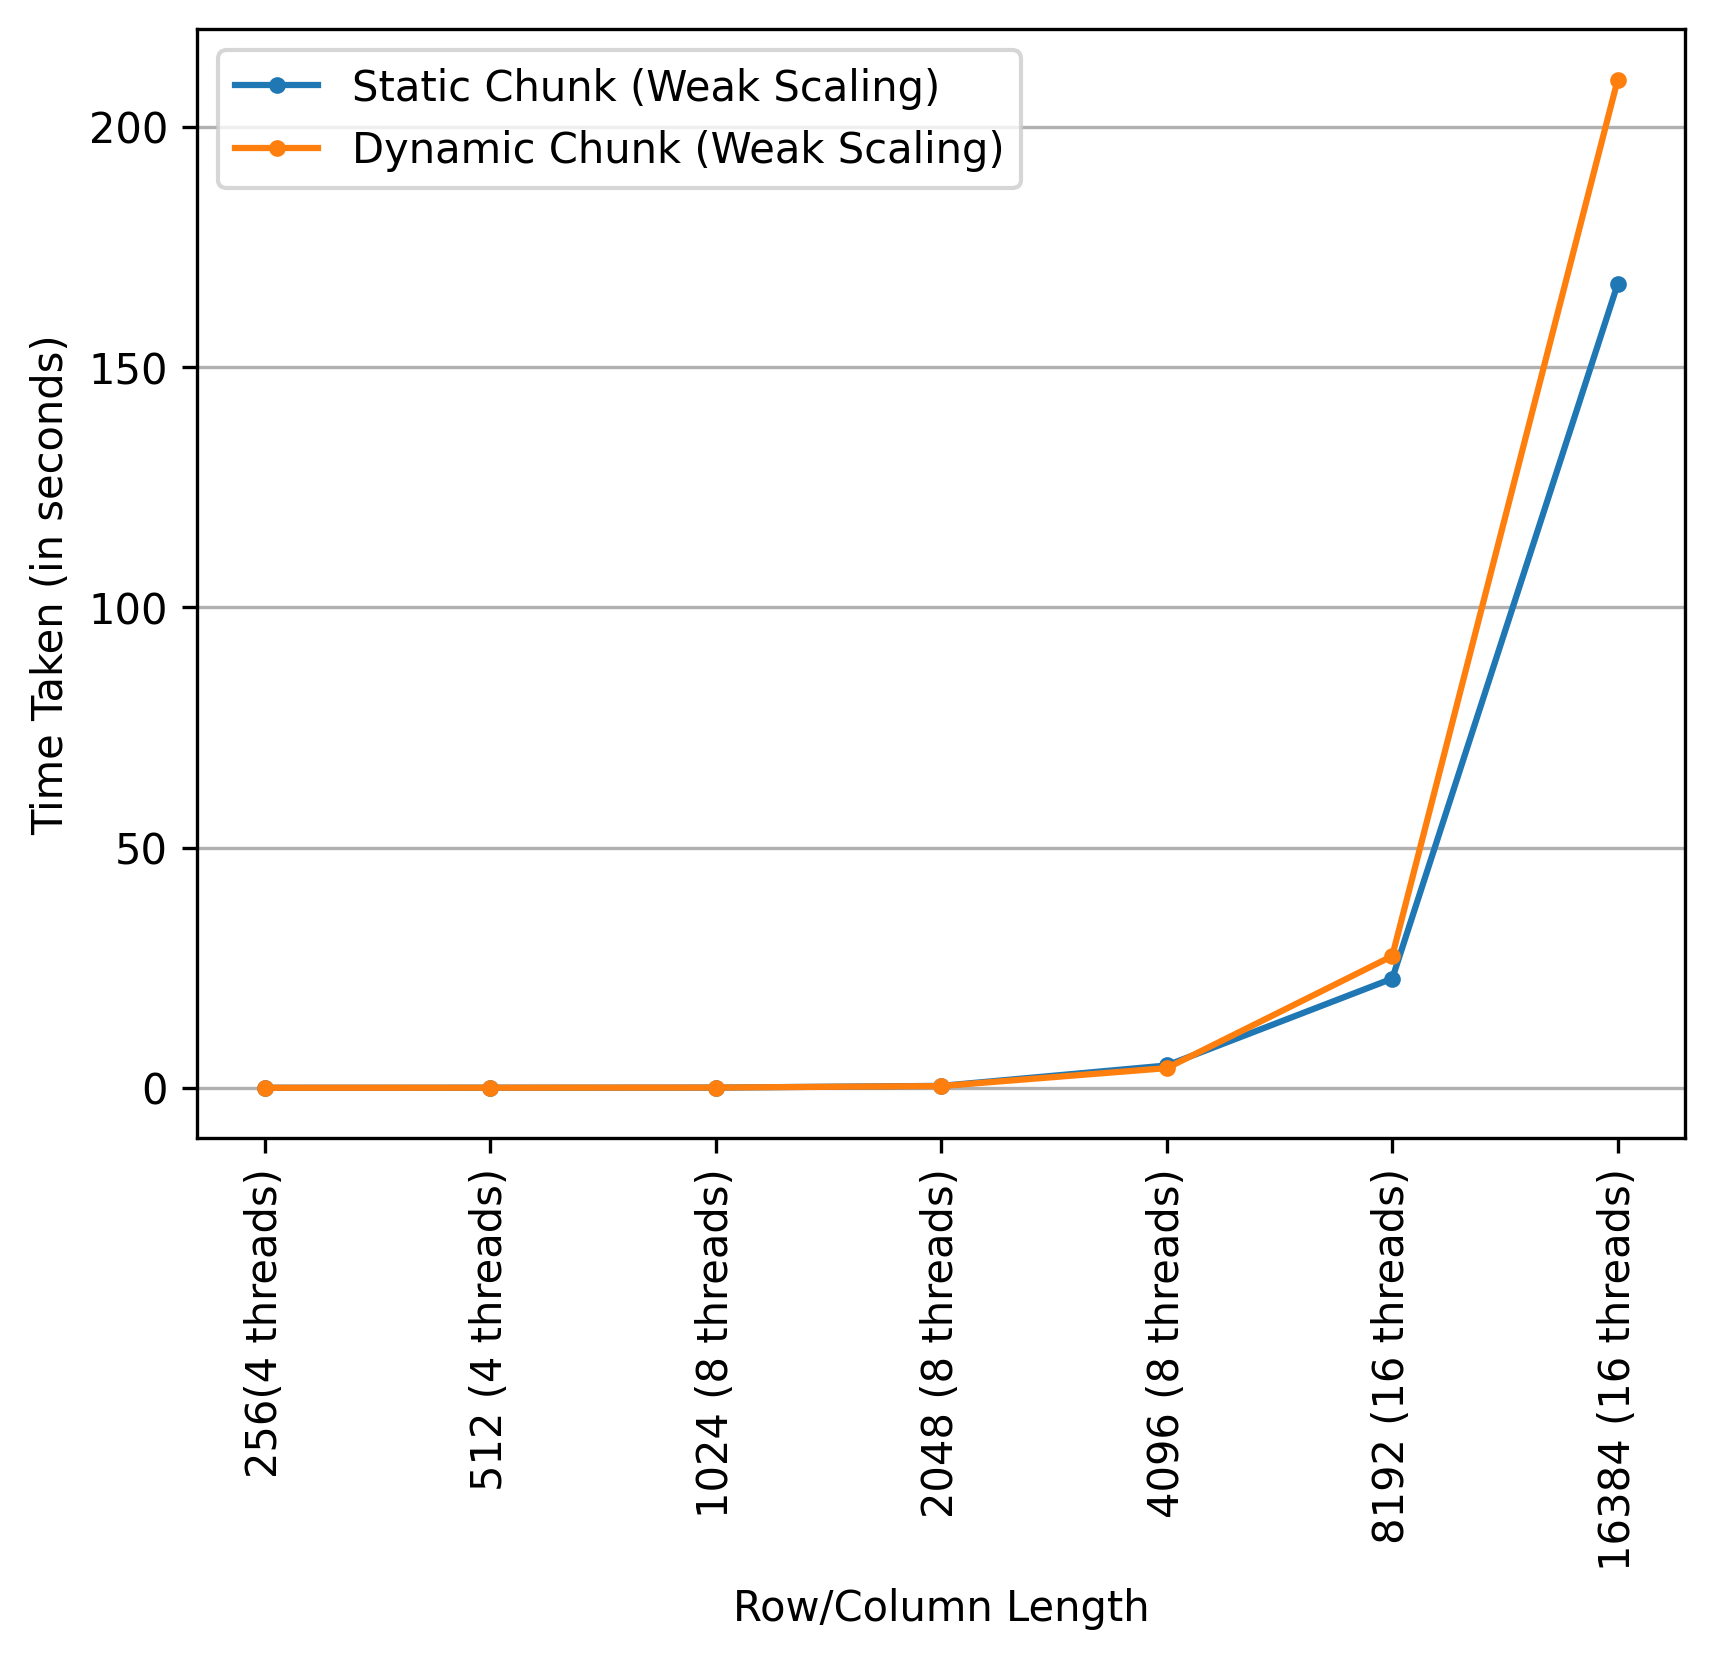 Static Chunk (Weak Scaling)
Dynamic Chunk (Weak Scaling)
Time Taken (in seconds)
200
150
100
50
0
256(4 threads)
512 (4 threads)
1024 (8 threads)
2048 (8 threads)
4096 (8 threads)
8192 (16 threads)
16384 (16 threads)
Row/Column Length